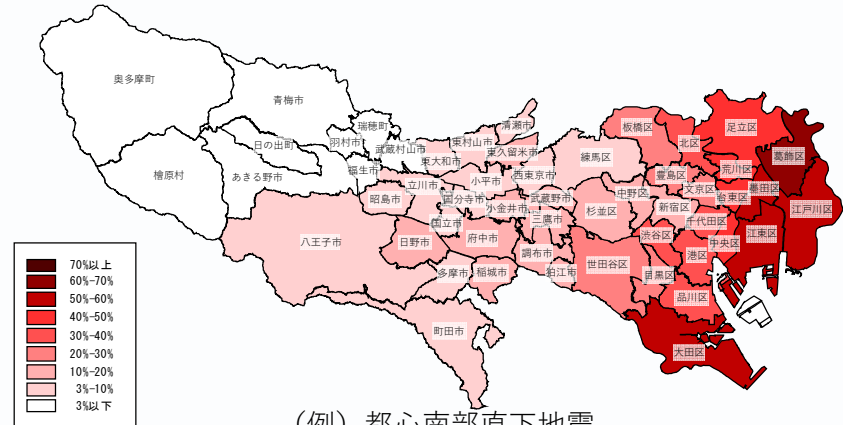 奥多摩町
青梅市
瑞穂町
羽村市
日の出町
武蔵村山市
福生市
檜原村
あきる野市
東大和市
東村山市
清瀬市
東久留米市
西東京市
小平市
立川市
昭島市
国分寺市
小金井市
武蔵野市
国立市
三鷹市
八王子市
日野市
府中市
調布市
狛江市
多摩市
稲城市
町田市
練馬区
板橋区
北区
足立区
葛飾区
荒川区
豊島区
文京区
台東区
墨田区
江戸川区
中野区
杉並区
新宿区
千代田区
渋谷区
中央区
江東区
港区
世田谷区
目黒区
品川区
大田区
70%以上
60%-70%
50%-60%
40%-50%
30%-40%
20%-30%
10%-20%
3%-10%
3%以下
(例) 都心南部直下地震